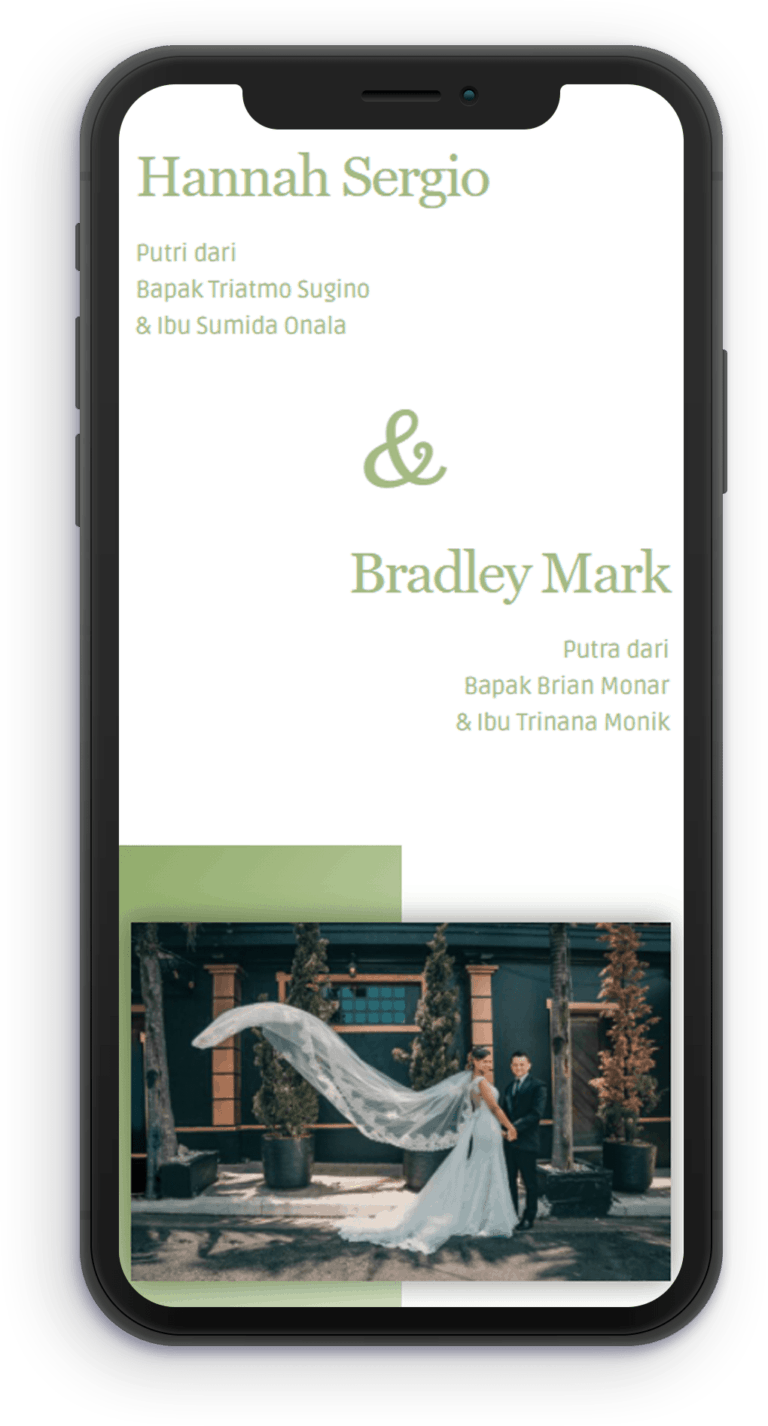 Hannah Sergio
Putri dari
Bapak Triatmo Sugino
& Ibu Sumida Onala
&
Bradley Mark
Putra dari
Bapak Brian Monar
& Ibu Trinana Monik